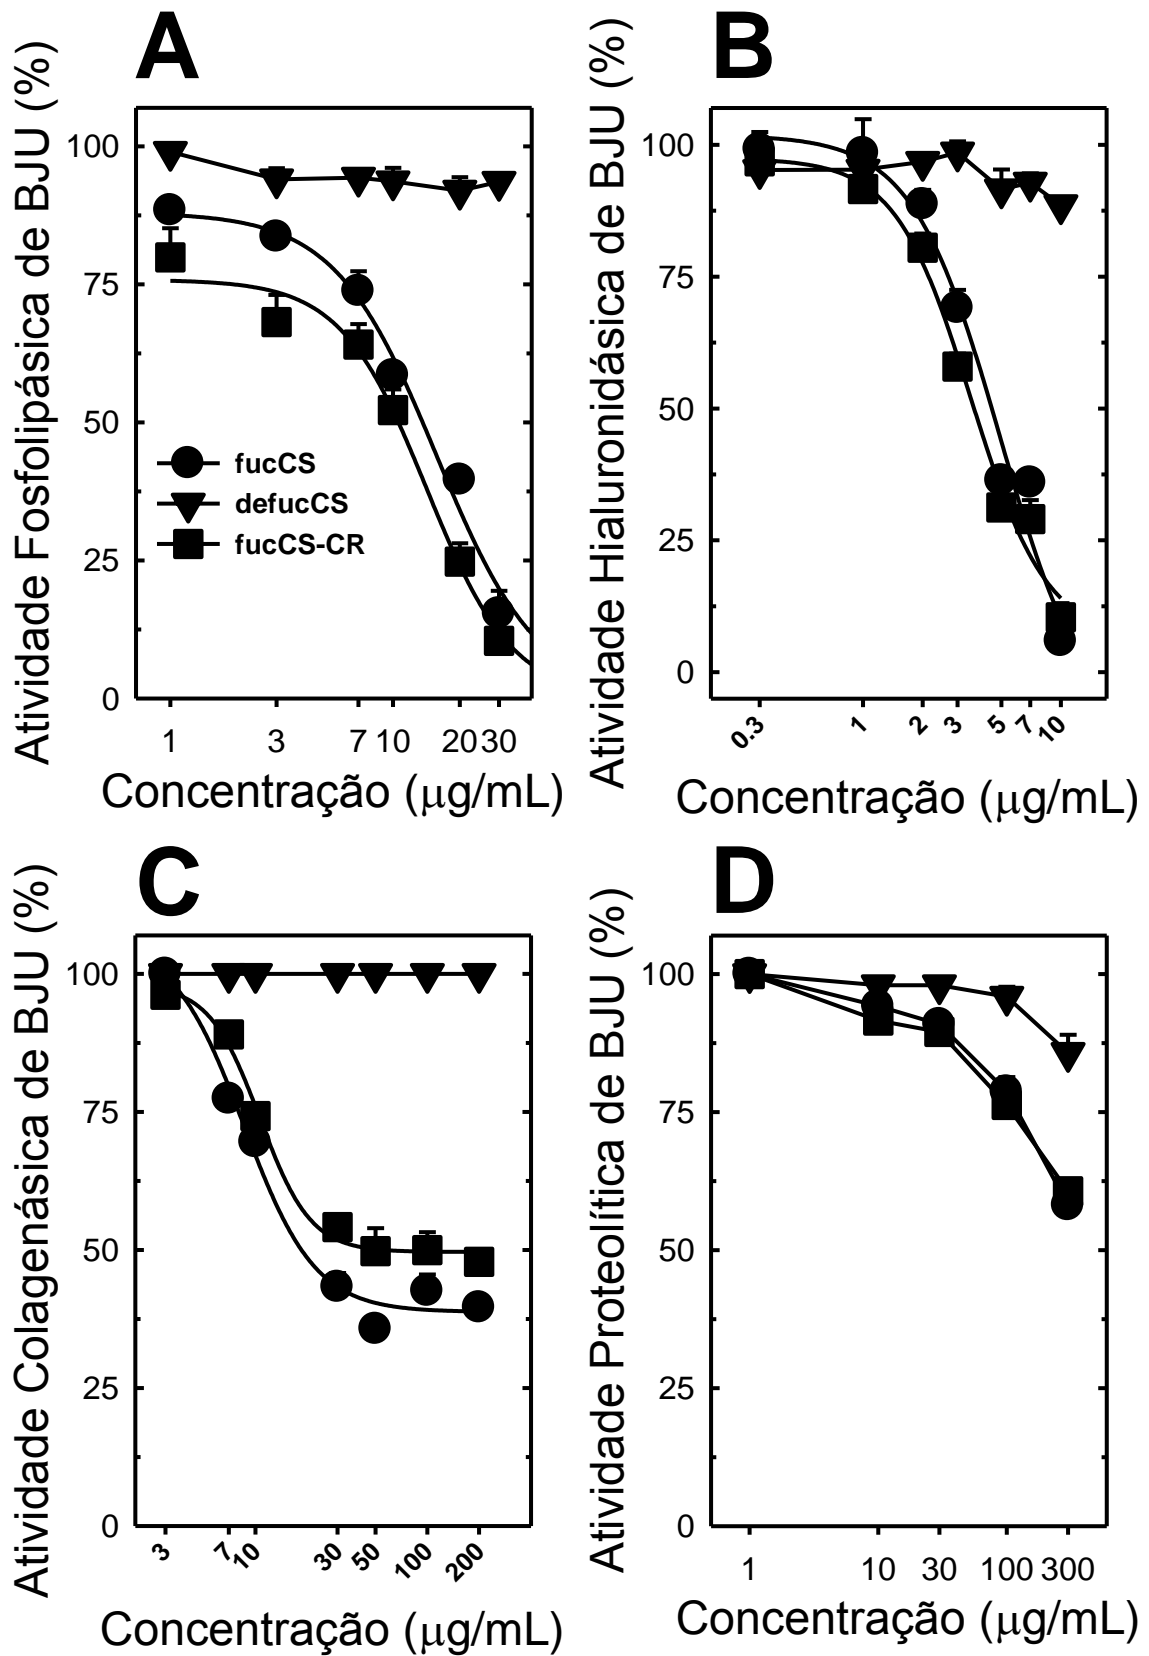 A
Atividade Fosfolipásica de BJU (%)
100
75
50
25
0
fucCS
defucCS
fucCS-CR
1 3 7 10 20 30
Concentração (μg/mL)
B
Atividade Hialuronidásica de BJU (%)
100
75
50
25
0
0.3 1 2 3 5 7 10
Concentração (μg/mL)
C
Atividade Colagenásica de BJU (%)
100
75
50
25
0
3 7 10 30 50 100 200
Concentração (μg/mL)
D
Atividade Proteolítica de BJU (%)
100
75
50
25
0
1 10 30 100 300
Concentração (μg/mL)